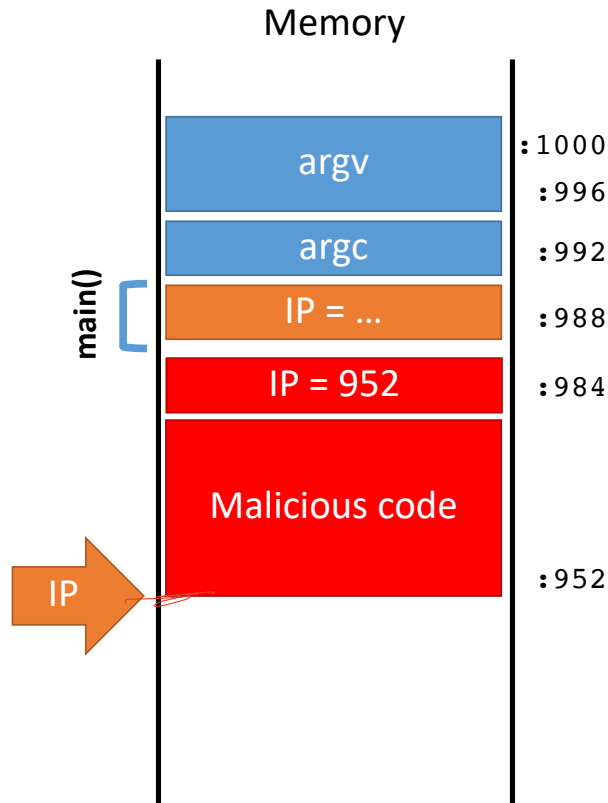 Memory
argv
:1000
:996
argc
:992
main()
IP = ...
:988
IP = 952
:984
Malicious code
IP
:952